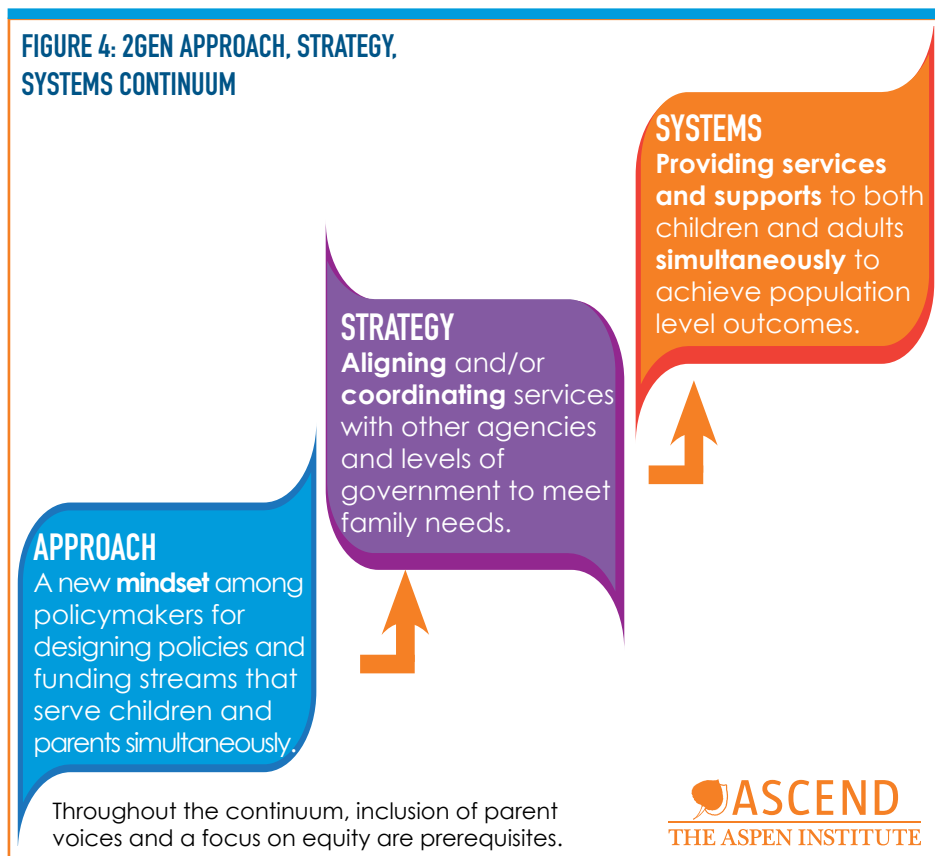 FIGURE 4: 2GEN APPROACH, STRATEGY,
SYSTEMS CONTINUUM
APPROACH
A new mindset among
policymakers for
designing policies and
funding streams that
serve children and
parents simultaneously.
STRATEGY
Aligning and/or
coordinating services
with other agencies
and levels of
government to meet
family needs.
SYSTEMS
Providing services
and supports to both
children and adults
simultaneously to
achieve population
level outcomes.
Throughout the continuum, inclusion of parent
voices and a focus on equity are prerequisites.
ASCEND
THE ASPEN INSTITUTE